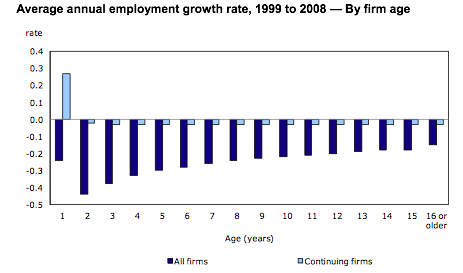 Average annual employment growth rate, 1999 to 2008 — By firm age
rate
0.4
0.3
0.2
0.1
0.0
-0.1
-0.2
-0.3
-0.4
-0.5
1 2 3 4 5 6 7 8 9 10 11 12 13 14 15 16 or
older
Age (years)
All firms Continuing firms